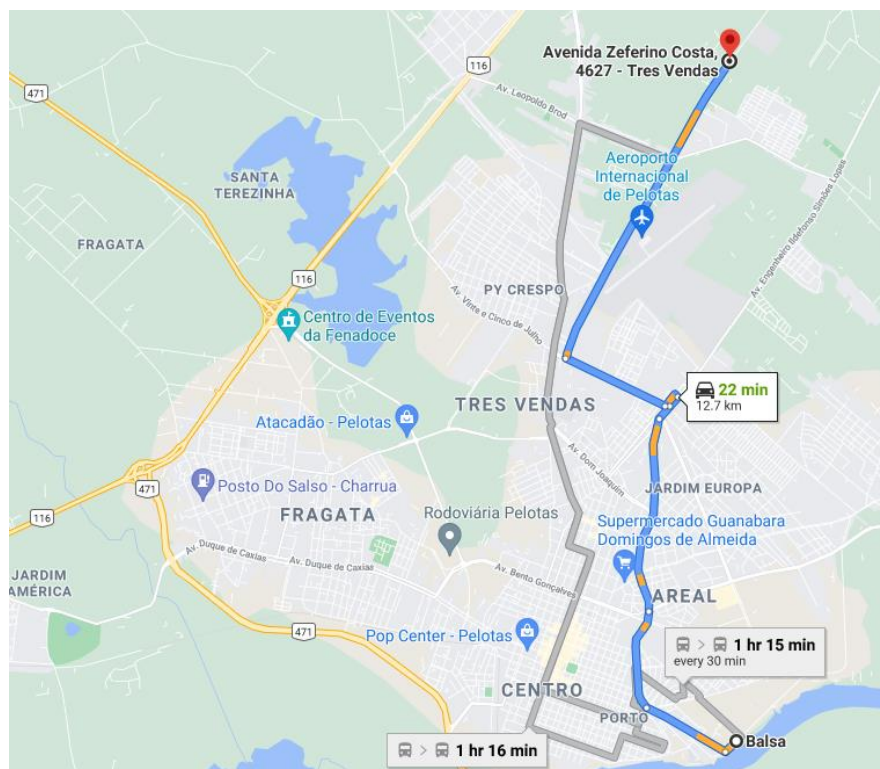 Avenida Zeferino Costa,
4627 - Tres Vendas
116
471
Av. Leopoldo Brod
Aeroporto
Internacional
de Pelotas
SANTA
TEREZINHA
FRAGATA
Av. Engenheiro Ildefonso Simões Lopes
116
PY CRESPO
Centro de Eventos
da Fenadoce
Av. Vinte e Cinco de Julho
22 min
12.7 km
TRES VENDAS
Atacadão - Pelotas
Av. Dom Joaquim
471
Posto Do Salso - Charrua
JARDIM EUROPA
116
FRAGATA
Rodoviária Pelotas
Supermercado Guanabara
Domingos de Almeida
Av. Duque de Caxias
Av. Duque de Caxias
Av. Bento Gonçalves
JARDIM
AMÉRICA
AREAL
471
Pop Center - Pelotas
1 hr 15 min
every 30 min
CENTRO
PORTO
Balsa
1 hr 16 min